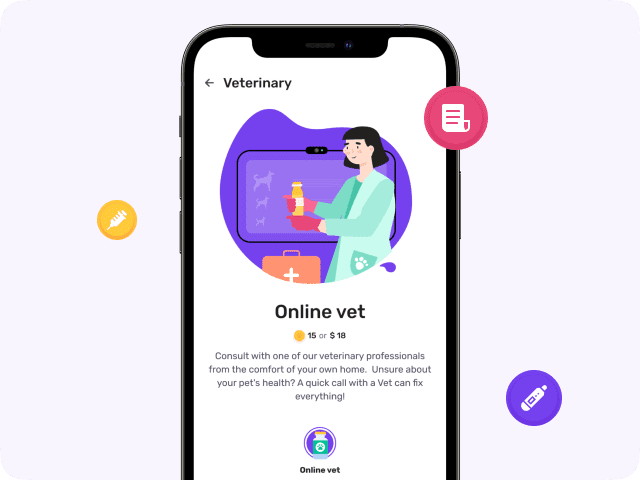 Veterinary
Online vet
15 or $ 18
Consult with one of our veterinary professionals
from the comfort of your own home. Unsure about
your pet's health? A quick call with a Vet can fix
everything!
Online vet